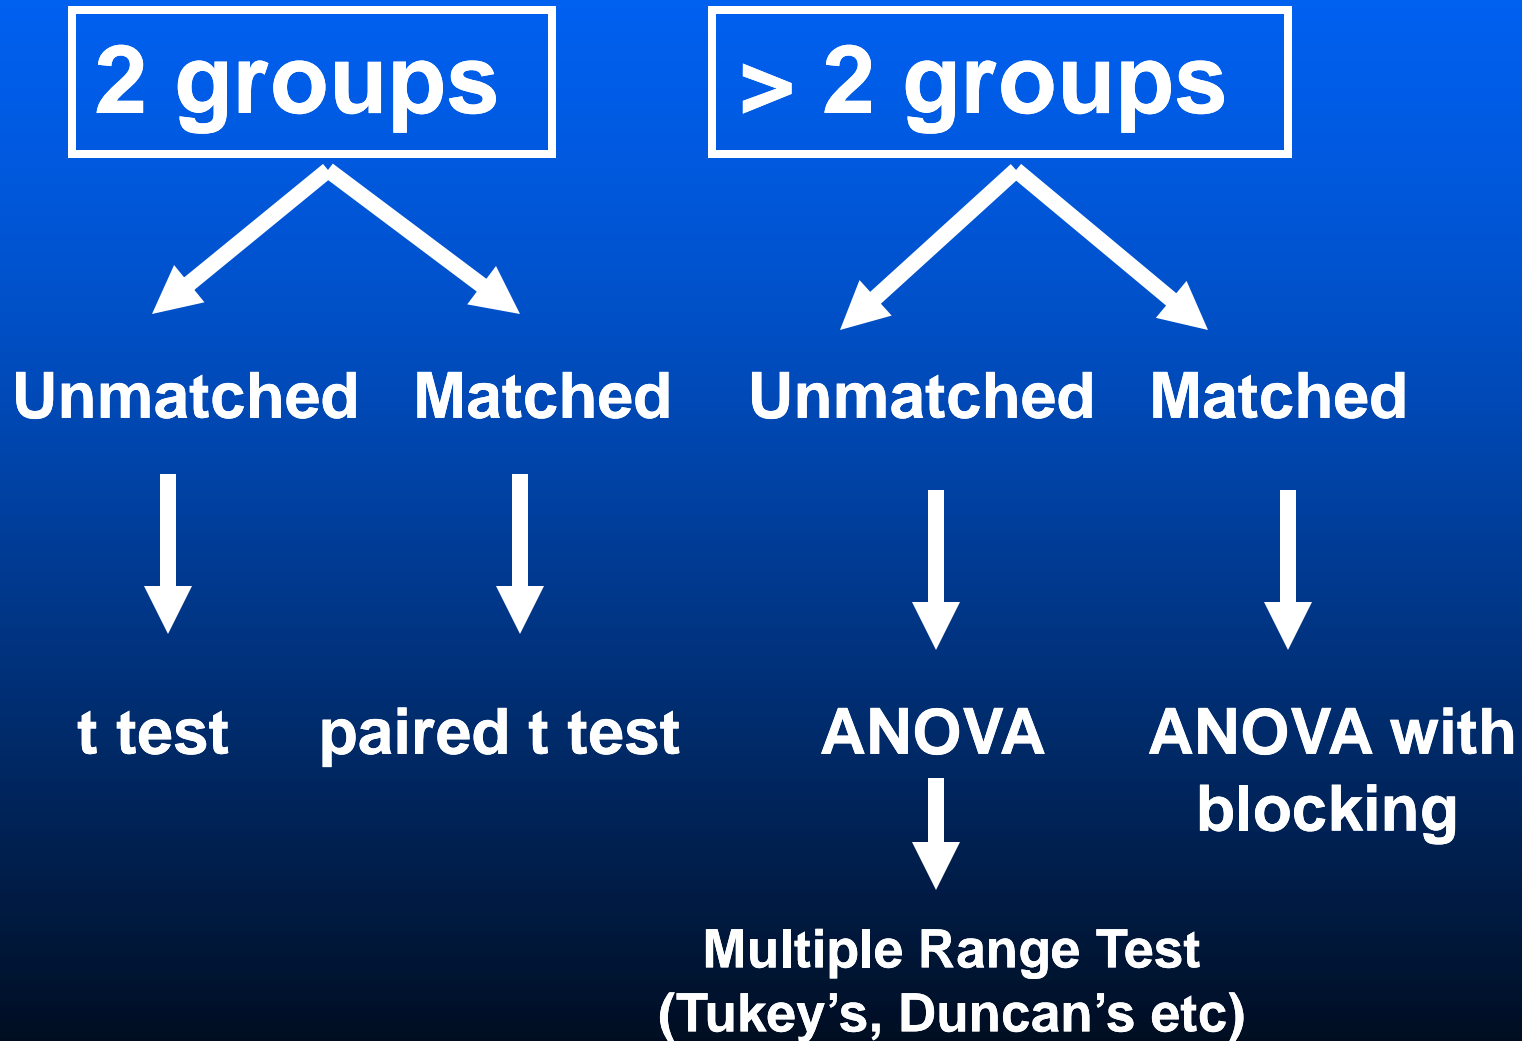 2 groups
> 2 groups
Unmatched
Matched
Unmatched
Matched
t test
paired t test
ANOVA
ANOVA with
blocking
Multiple Range Test
(Tukey’s, Duncan’s etc)